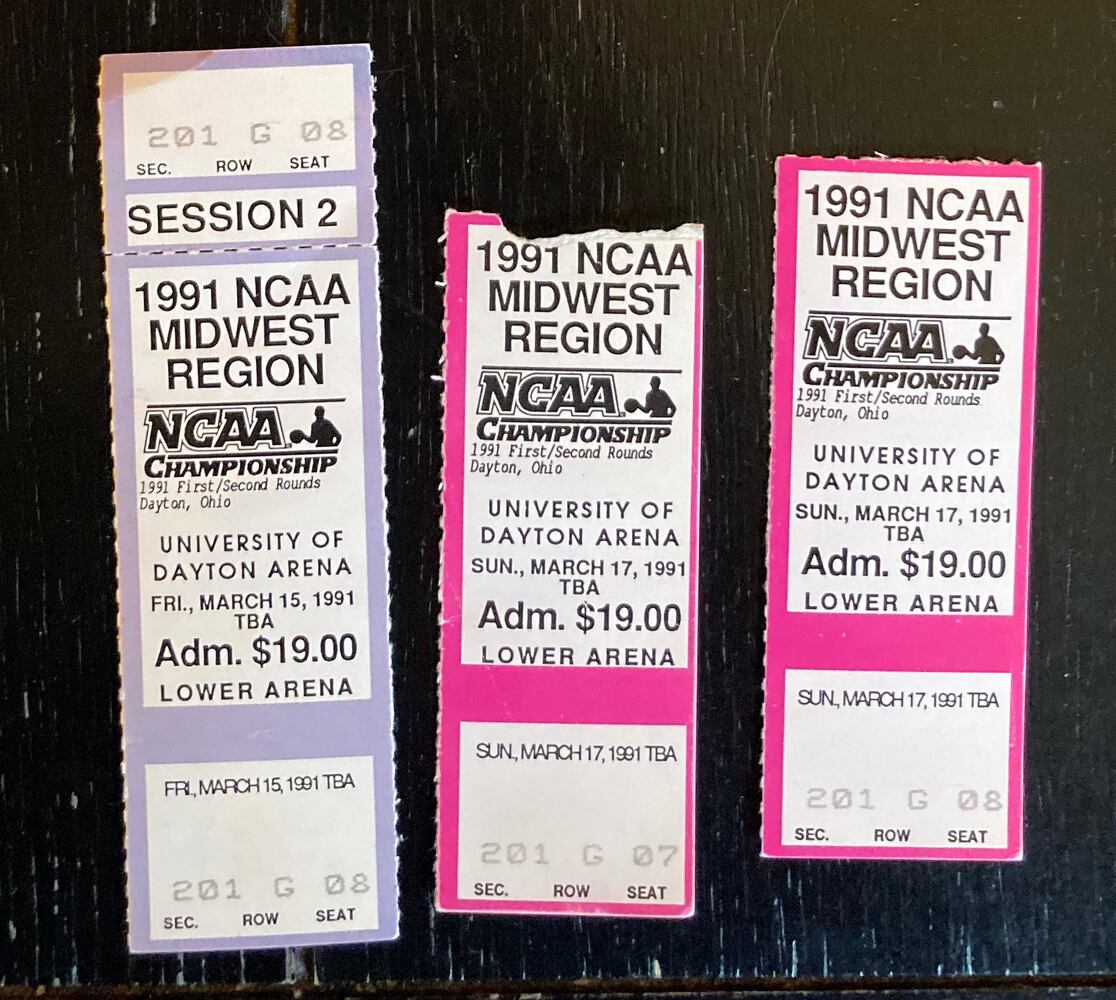 201 G 08
SEC. ROW SEAT
SESSION 2
1991 NCAA
MIDWEST
REGION
NCAA
CHAMPIONSHIP
1991 First/Second Rounds
Dayton, Ohio
UNIVERSITY OF
DAYTON ARENA
FRI., MARCH 15, 1991
TBA
Adm. $19.00
LOWER ARENA
FRI., MARCH 15, 1991 TBA
201 G 08
SEC. ROW SEAT
1991 NCAA
MIDWEST
REGION
NCAA
CHAMPIONSHIP
1991 First/Second Rounds
Dayton, Ohio
UNIVERSITY OF
DAYTON ARENA
SUN., MARCH 17, 1991
TBA
Adm. $19.00
LOWER ARENA
SUN., MARCH 17, 1991 TBA
201 G 07
SEC. ROW SEAT
1991 NCAA
MIDWEST
REGION
NCAA
CHAMPIONSHIP
1991 First/Second Rounds
Dayton, Ohio
UNIVERSITY OF
DAYTON ARENA
SUN., MARCH 17, 1991
TBA
Adm. $19.00
LOWER ARENA
SUN., MARCH 17, 1991 TBA
201 G 08
SEC. ROW SEAT